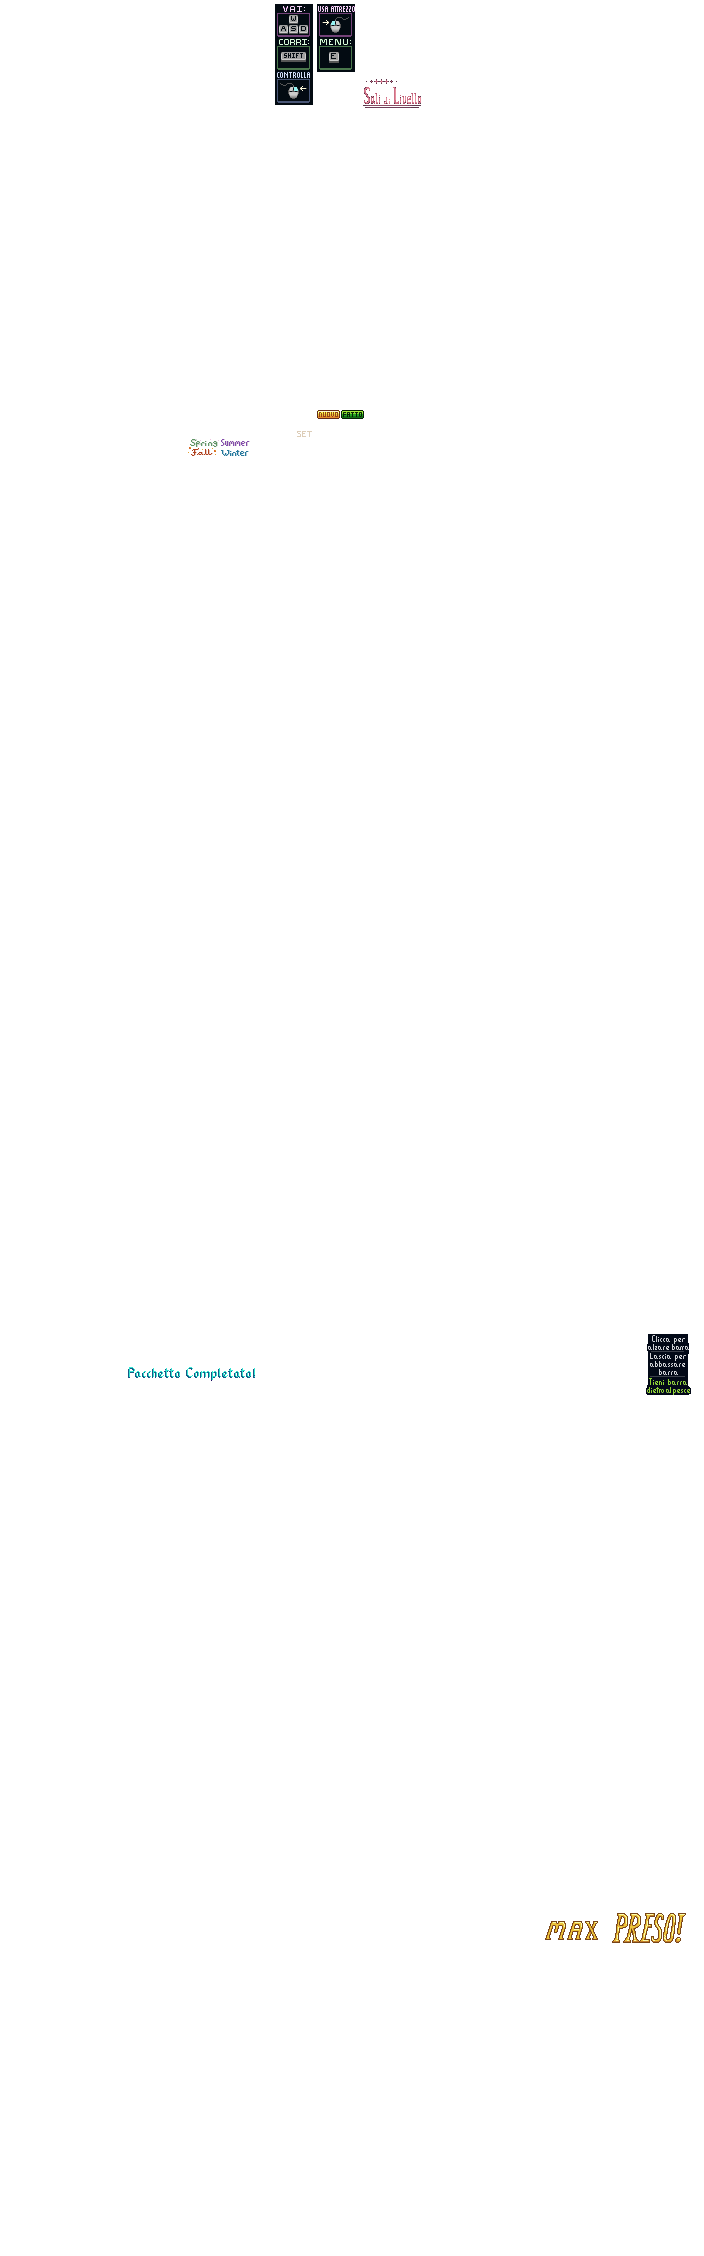 VAI:
W
A S D
CORRI:
SHIFT
CONTROLLA
USA ATTREZZO
MENU:
E
Sali di Livello
NUOVO FATTO
SET
Spring Summer
Fall Winter
Pacchetto Completato!
Clicca per
alzare barra
Lascia per
abbassare
barra
Tieni barra
dietro al pesce
MAX PRESO!